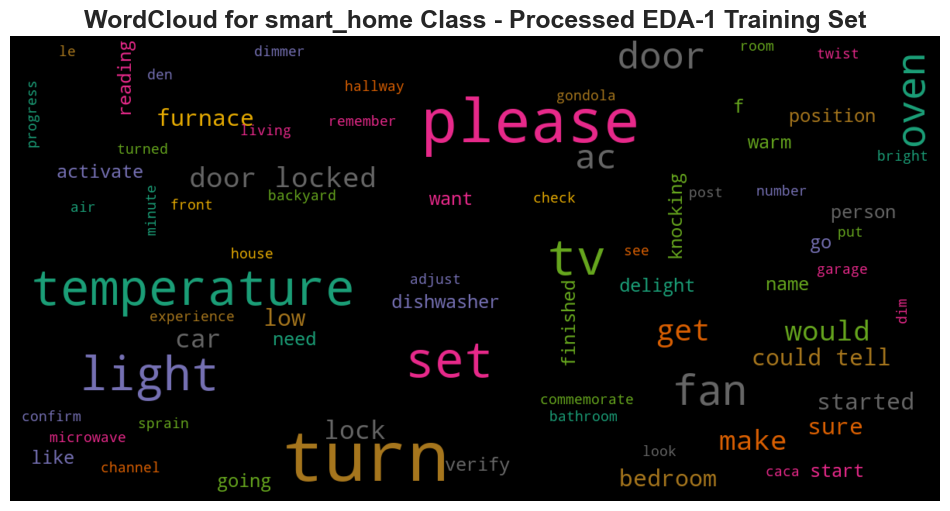 WordCloud for smart_home Class - Processed EDA-1 Training Set
le
reading
dimmer
door
room
twist
oven
den
progress
hallway
gondola
furnace
living
remember
please
f
position
turned
ac
warm
bright
activate
door locked
backyard
want
check
knocking
post
number
air
minute
front
person
put
house
tv
see
go
garage
temperature
adjust
dishwasher
delight
name
dim
experience
low
finished
car
need
get
would
light
set
could tell
fan
confirm
sprain
commemorate
bathroom
started
microwave
lock
make
sure
like
channel
turn
verify
look
going
bedroom
caca
start